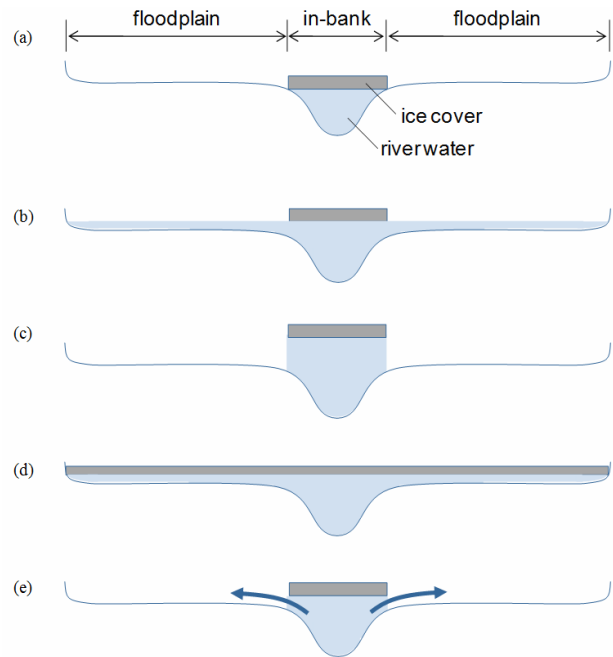 floodplain in-bank floodplain
(a)
ice cover
river water
(b)
(c)
(d)
(e)